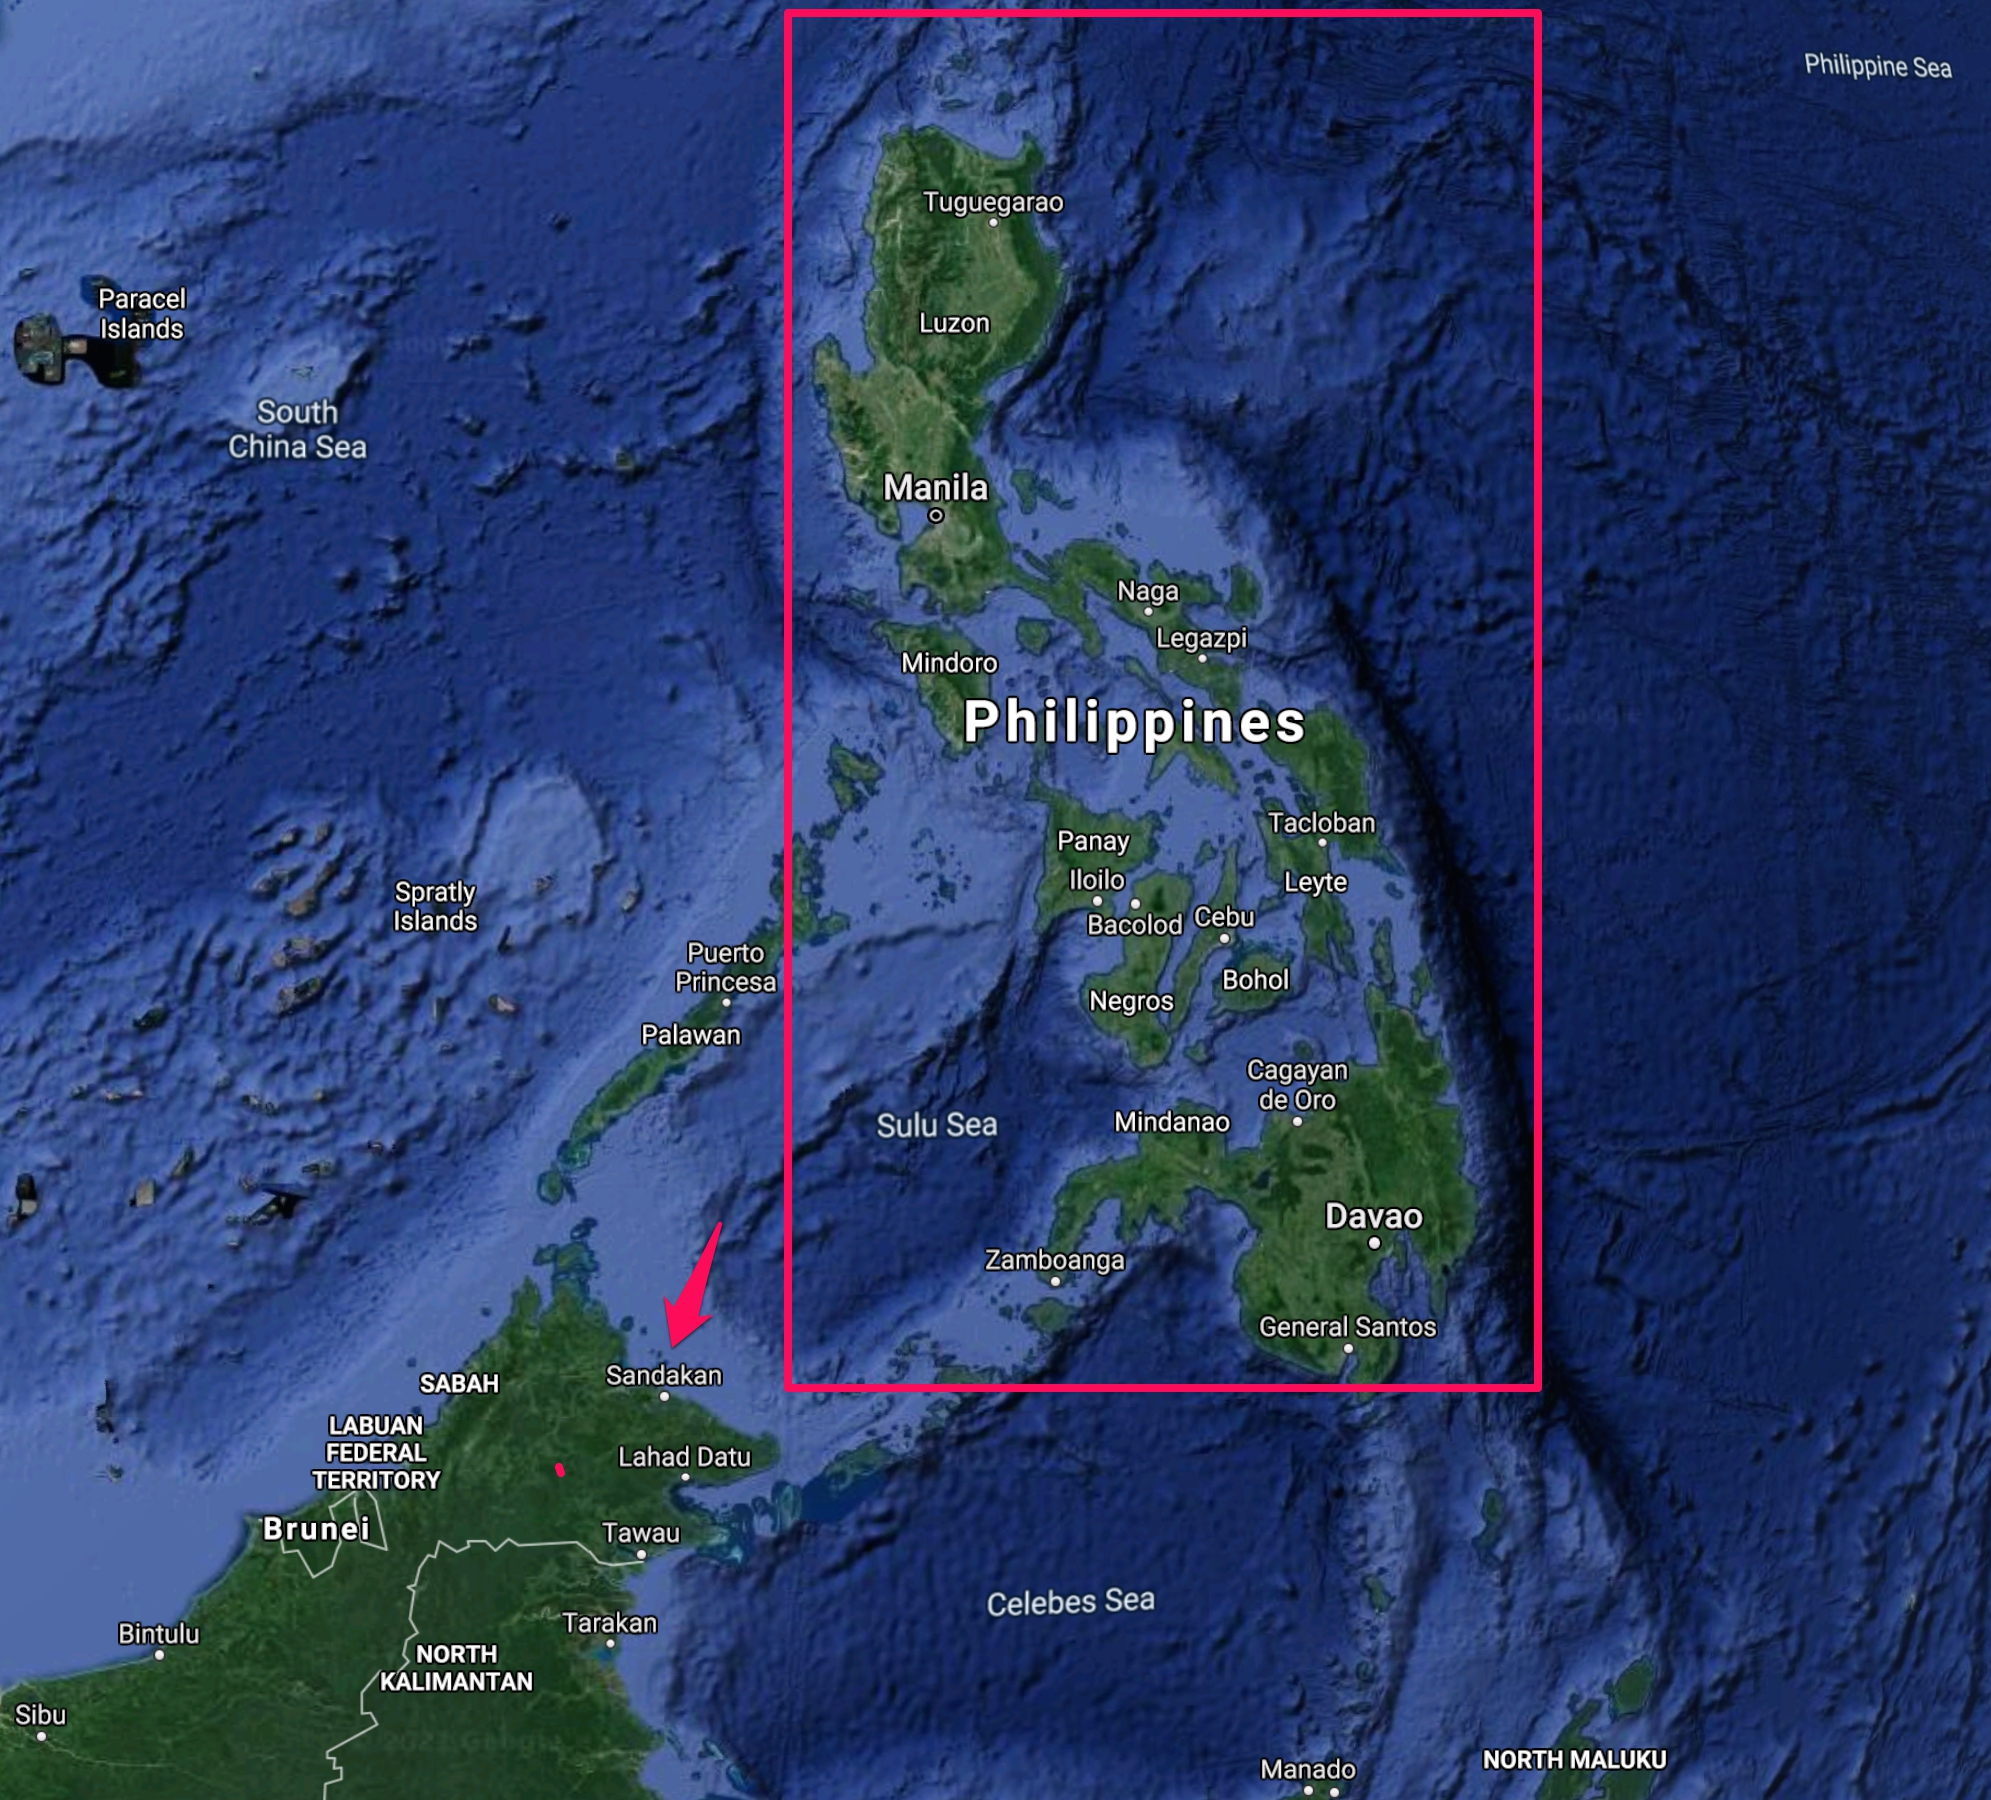 Philippine Sea
Tuguegarao
Paracel
Islands
Luzon
South
China Sea
Manila
Naga
Legazpi
Mindoro
Philippines
Tacloban
Panay
Iloilo
Leyte
Spratly
Islands
Bacolod
Cebu
Puerto
Princesa
Bohol
Negros
Palawan
Cagayan
de Oro
Sulu Sea
Mindanao
Davao
Zamboanga
General Santos
Sandakan
SABAH
LABUAN
FEDERAL
TERRITORY
Lahad Datu
Brunei
Tawau
Celebes Sea
Tarakan
Bintulu
NORTH
KALIMANTAN
Sibu
NORTH MALUKU
Manado